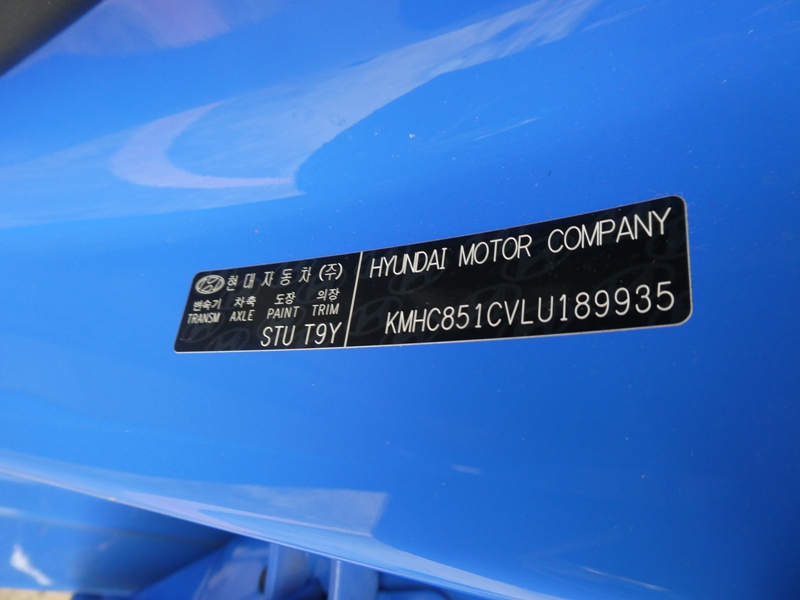 현대자동차(주)
변속기 차축 도장 의장
TRANSM AXLE PAINT TRIM
STU T9Y
HYUNDAI MOTOR COMPANY
KMHC851CVLU189935